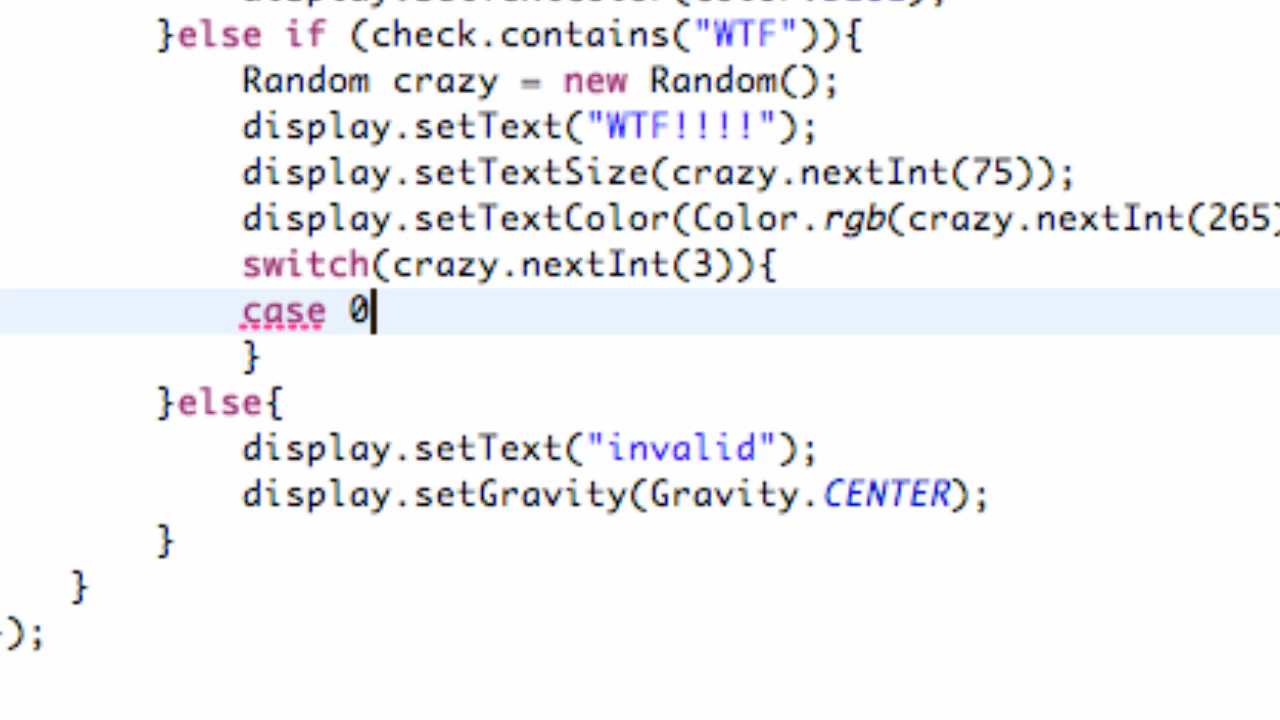 }else if (check.contains("WTF")){
Random crazy = new Random();
display.setText("WTF!!!!");
display.setTextSize(crazy.nextInt(75));
display.setTextColor(Color.rgb(crazy.nextInt(265)
switch(crazy.nextInt(3)){
case 0
}
}else{
display.setText("invalid");
display.setGravity(Gravity.CENTER);
}
}
);